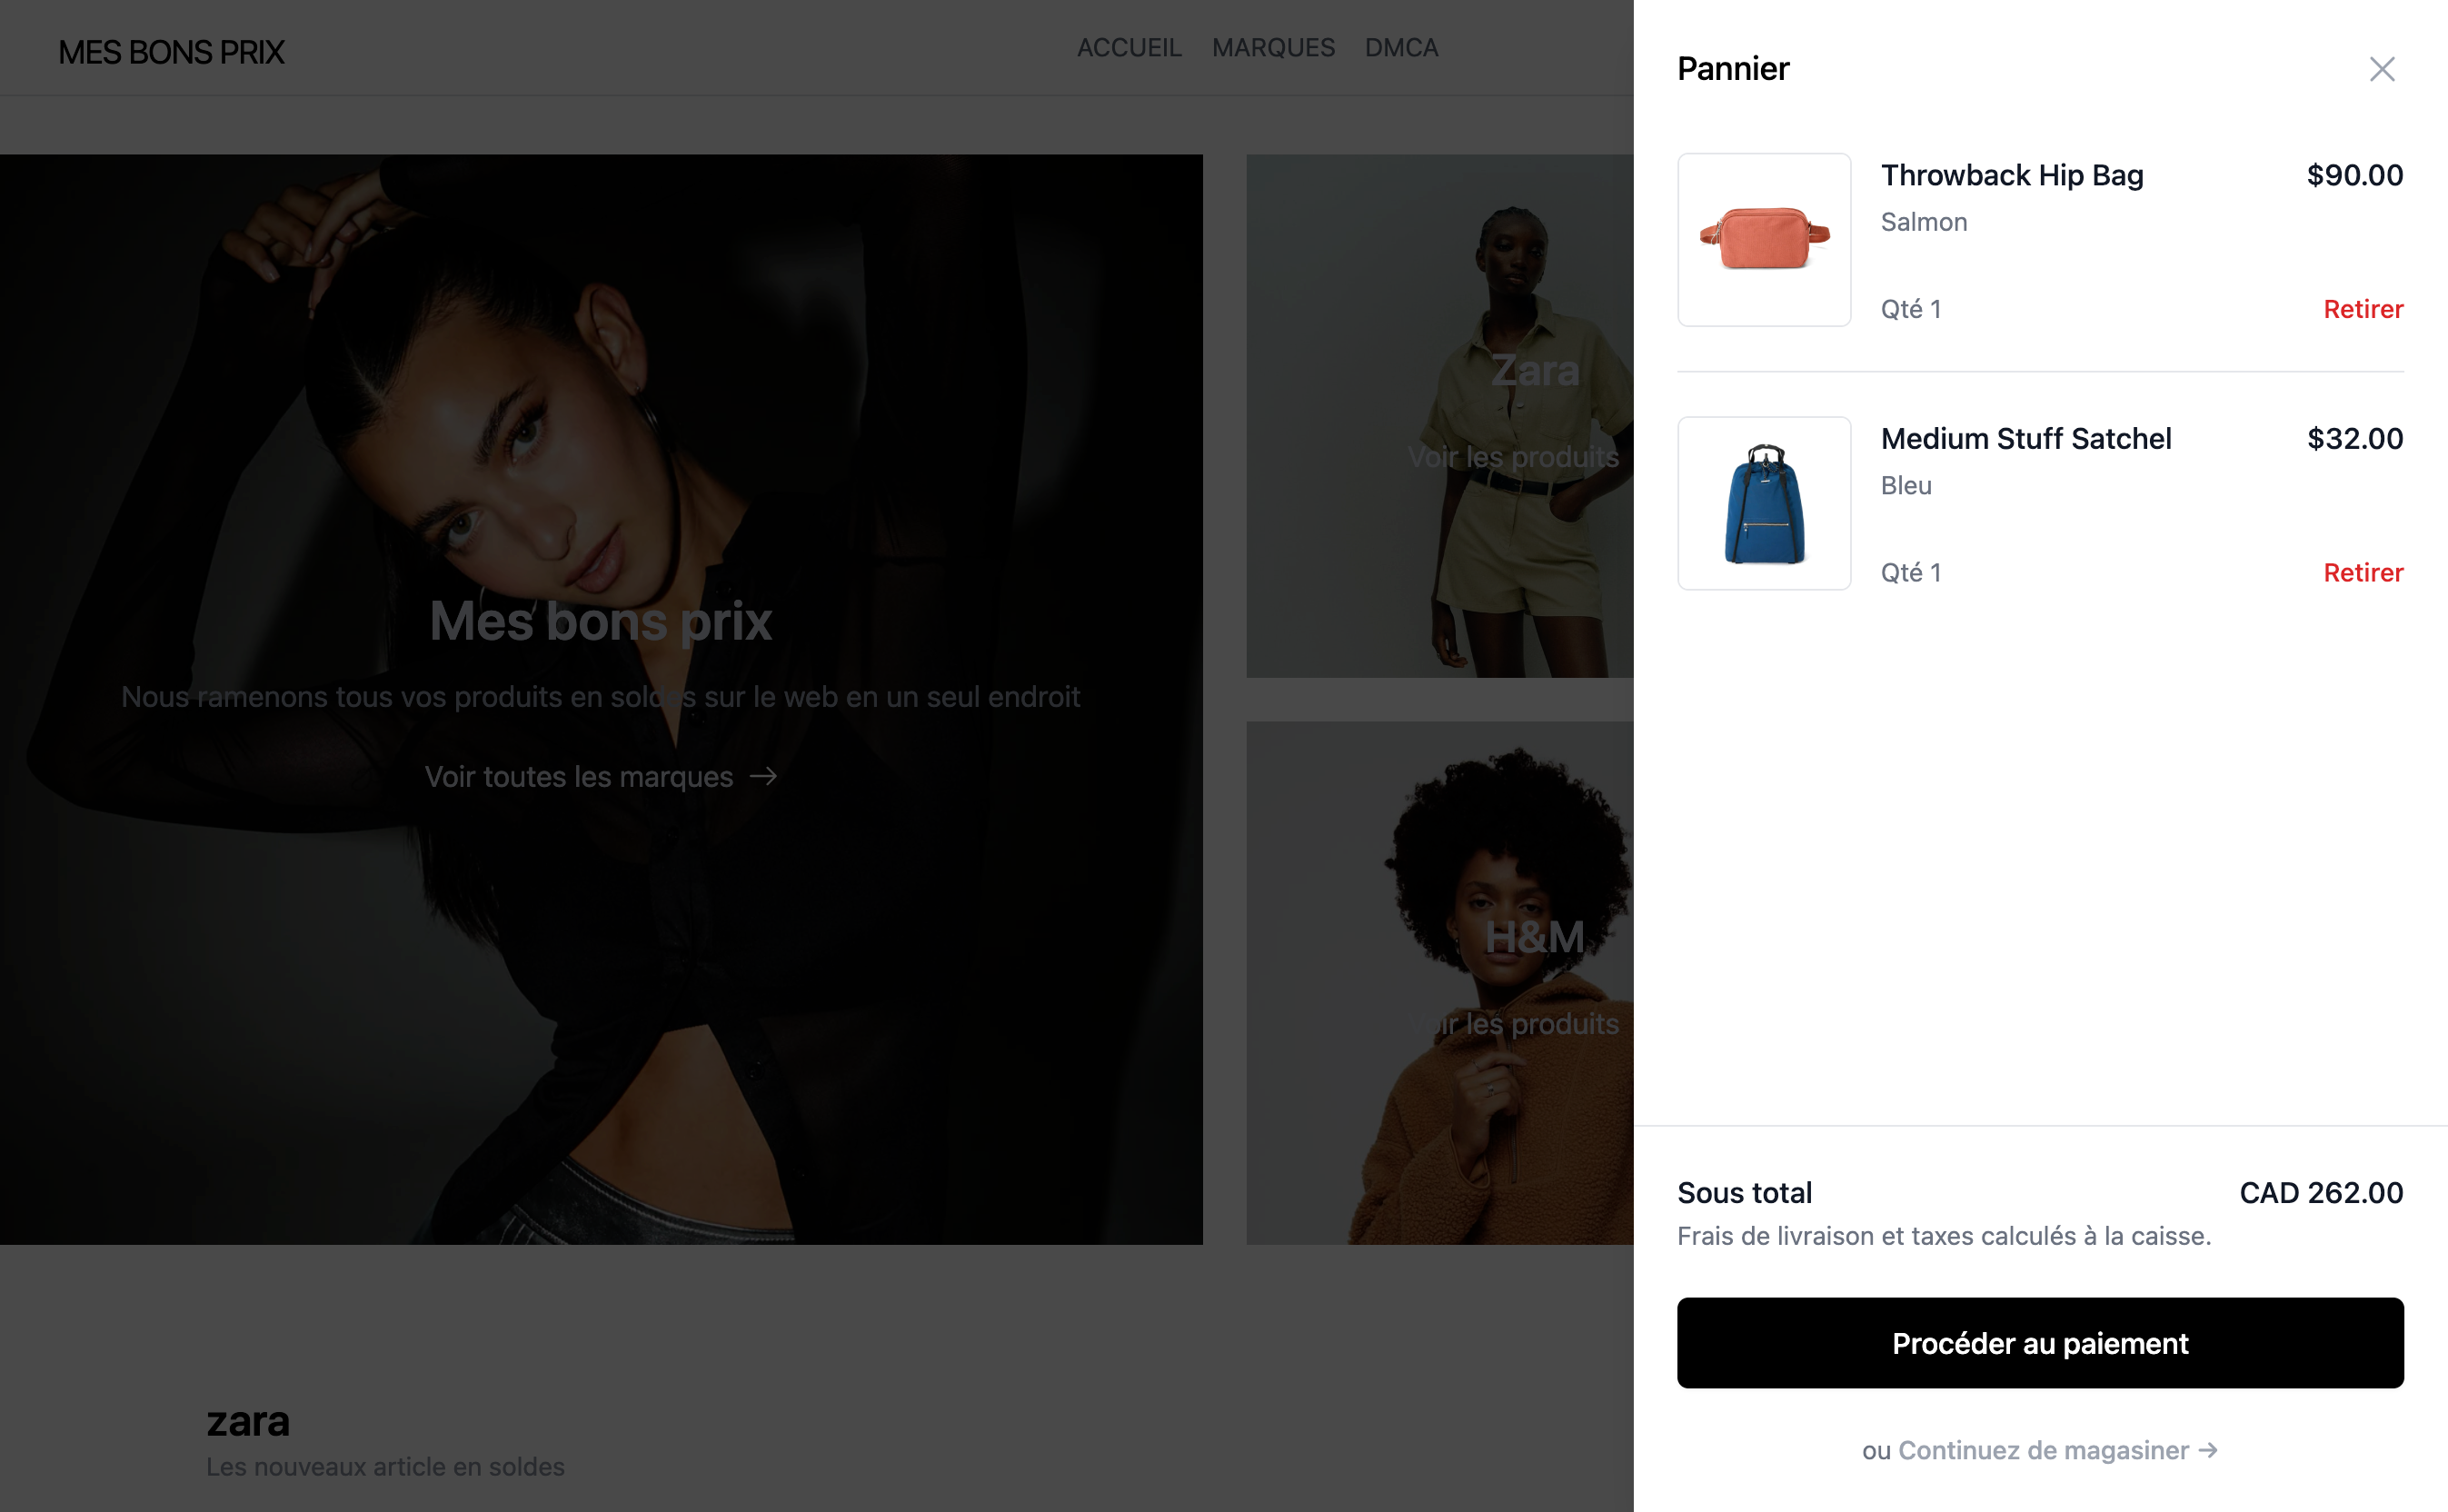 MES BONS PRIX
ACCUEIL MARQUES DMCA
Mes bons prix
Nous ramenons tous vos produits en soldes sur le web en un seul endroit
Voir toutes les marques →
Zara
Voir les produits
H&M
Voir les produits
zara
Les nouveaux article en soldes
Pannier
Throwback Hip Bag $90.00
Salmon
Qté 1 Retirer
Medium Stuff Satchel $32.00
Bleu
Qté 1 Retirer
Sous total CAD 262.00
Frais de livraison et taxes calculés à la caisse.
Procéder au paiement
ou Continuez de magasiner →